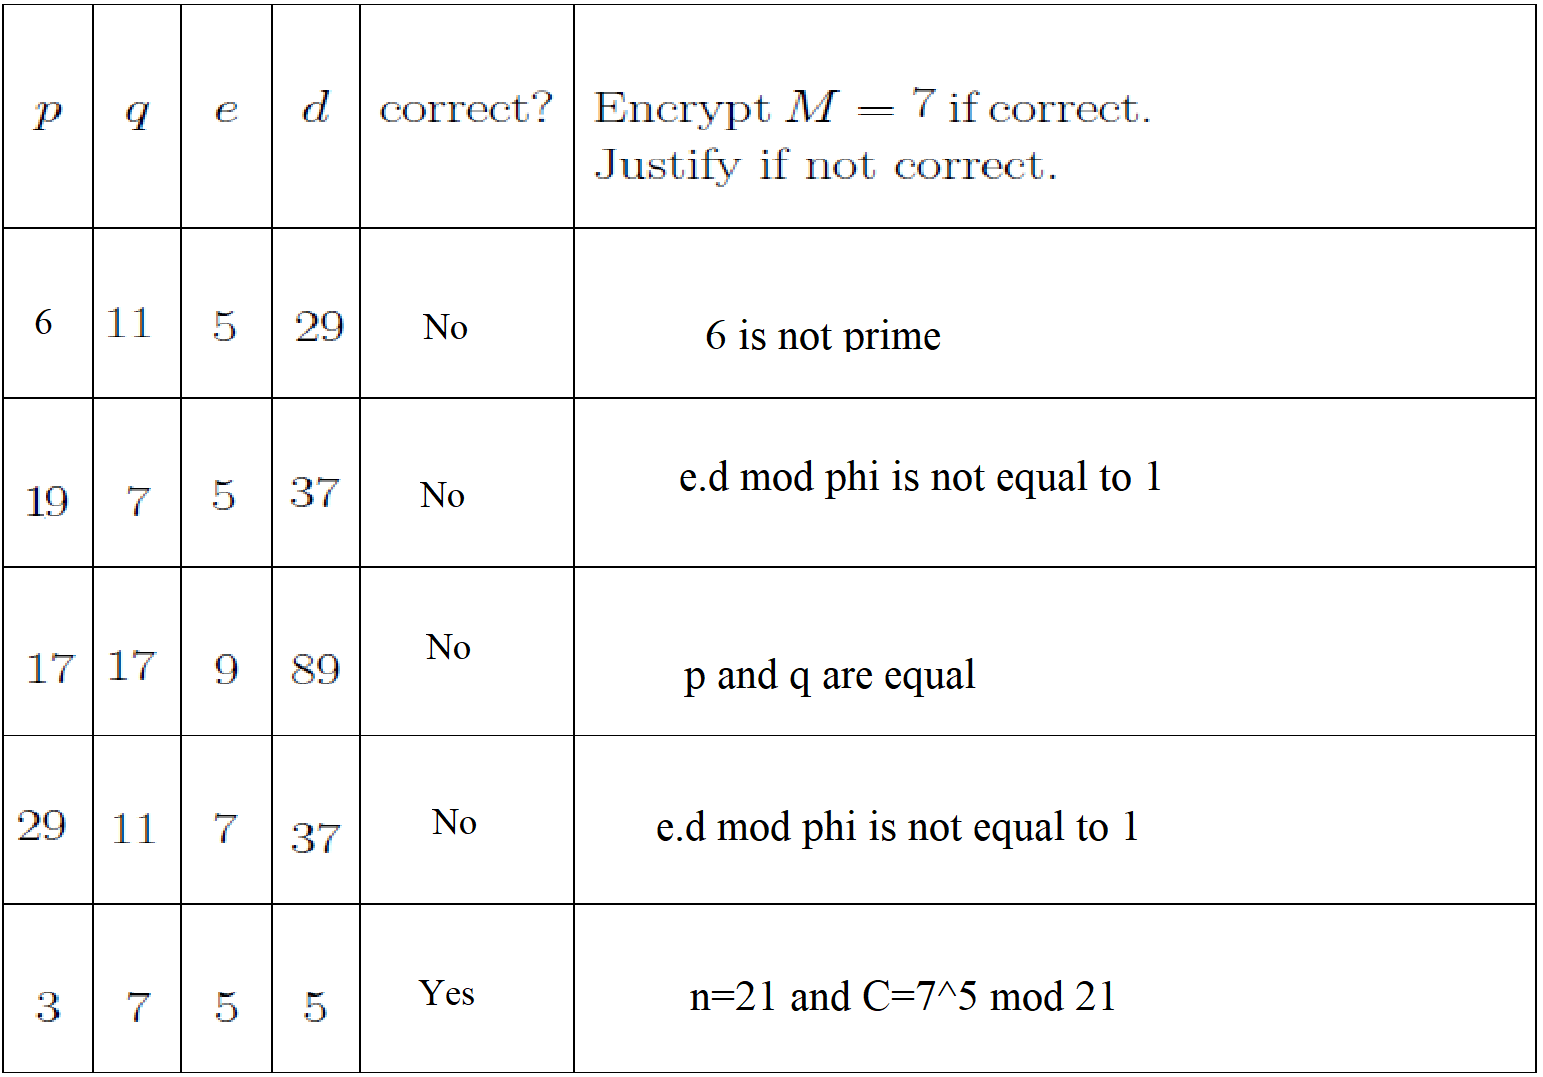 p q e d correct? Encrypt M = 7 if correct.
Justify if not correct.
6 11 5 29 No 6 is not prime
19 7 5 37 No e.d mod phi is not equal to 1
17 17 9 89 No p and q are equal
29 11 7 37 No e.d mod phi is not equal to 1
3 7 5 5 Yes n=21 and C=7^5 mod 21